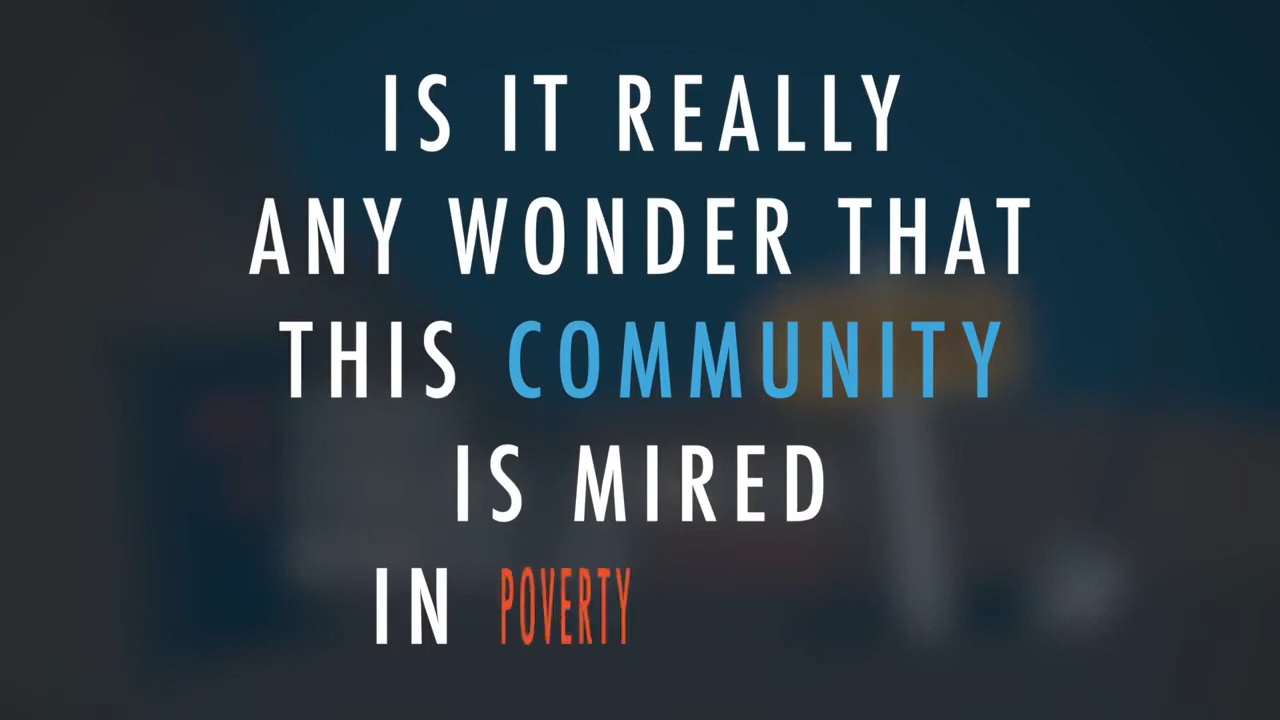 IS IT REALLY
ANY WONDER THAT
THIS COMMUNITY
IS MIRED
IN POVERTY